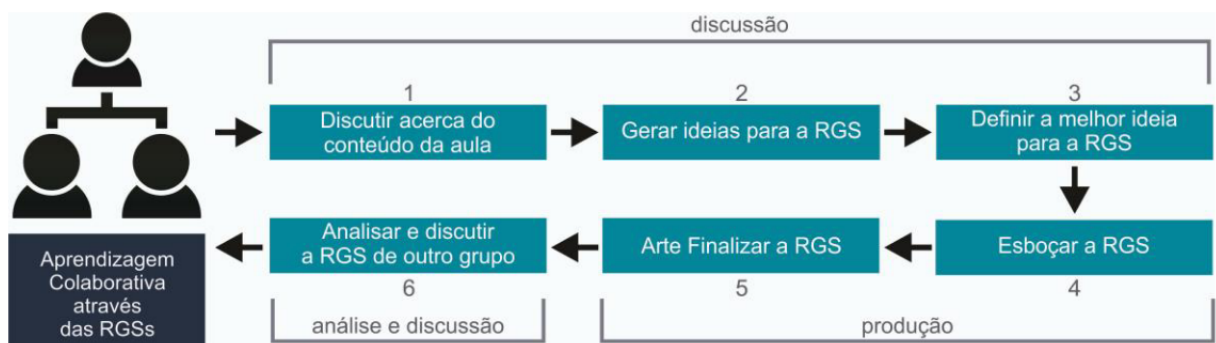 discussão
1
Discutir acerca do
conteúdo da aula
2
Gerar ideias para a RGS
3
Definir a melhor ideia
para a RGS
Esboçar a RGS
4
Arte Finalizar a RGS
5
produção
Analisar e discutir
a RGS de outro grupo
6
análise e discussão
Aprendizagem
Colaborativa
através
das RGSs